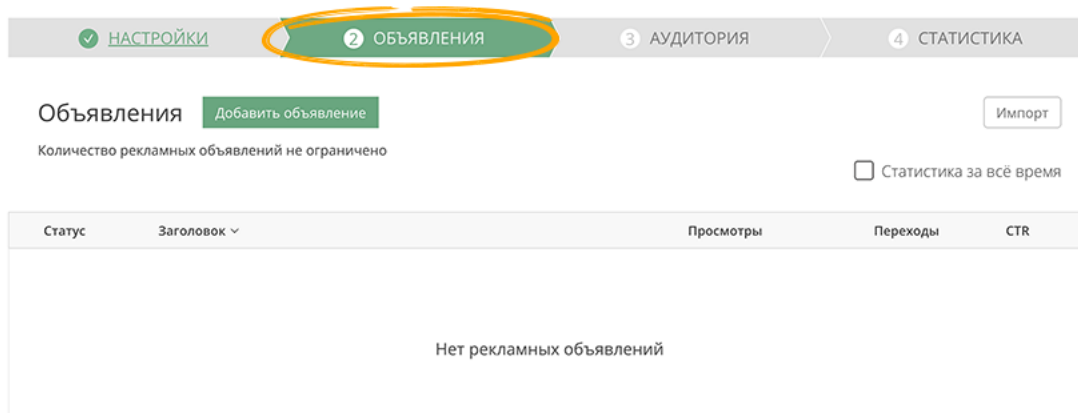 НАСТРОЙКИ 2 ОБЪЯВЛЕНИЯ 3 АУДИТОРИЯ 4 СТАТИСТИКА
Объявления Добавить объявление Импорт
Количество рекламных объявлений не ограничено
Статистика за всё время
Статус Заголовок Просмотры Переходы CTR
Нет рекламных объявлений